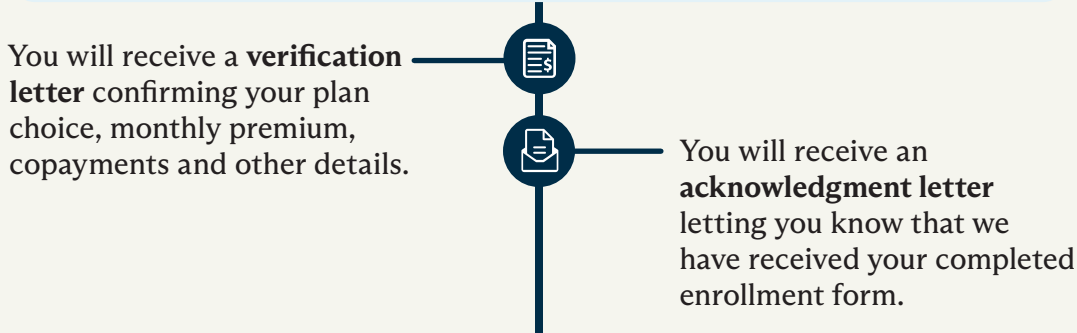 You will receive a verification
letter confirming your plan
choice, monthly premium,
copayments and other details.
You will receive an
acknowledgment letter
letting you know that we
have received your completed
enrollment form.